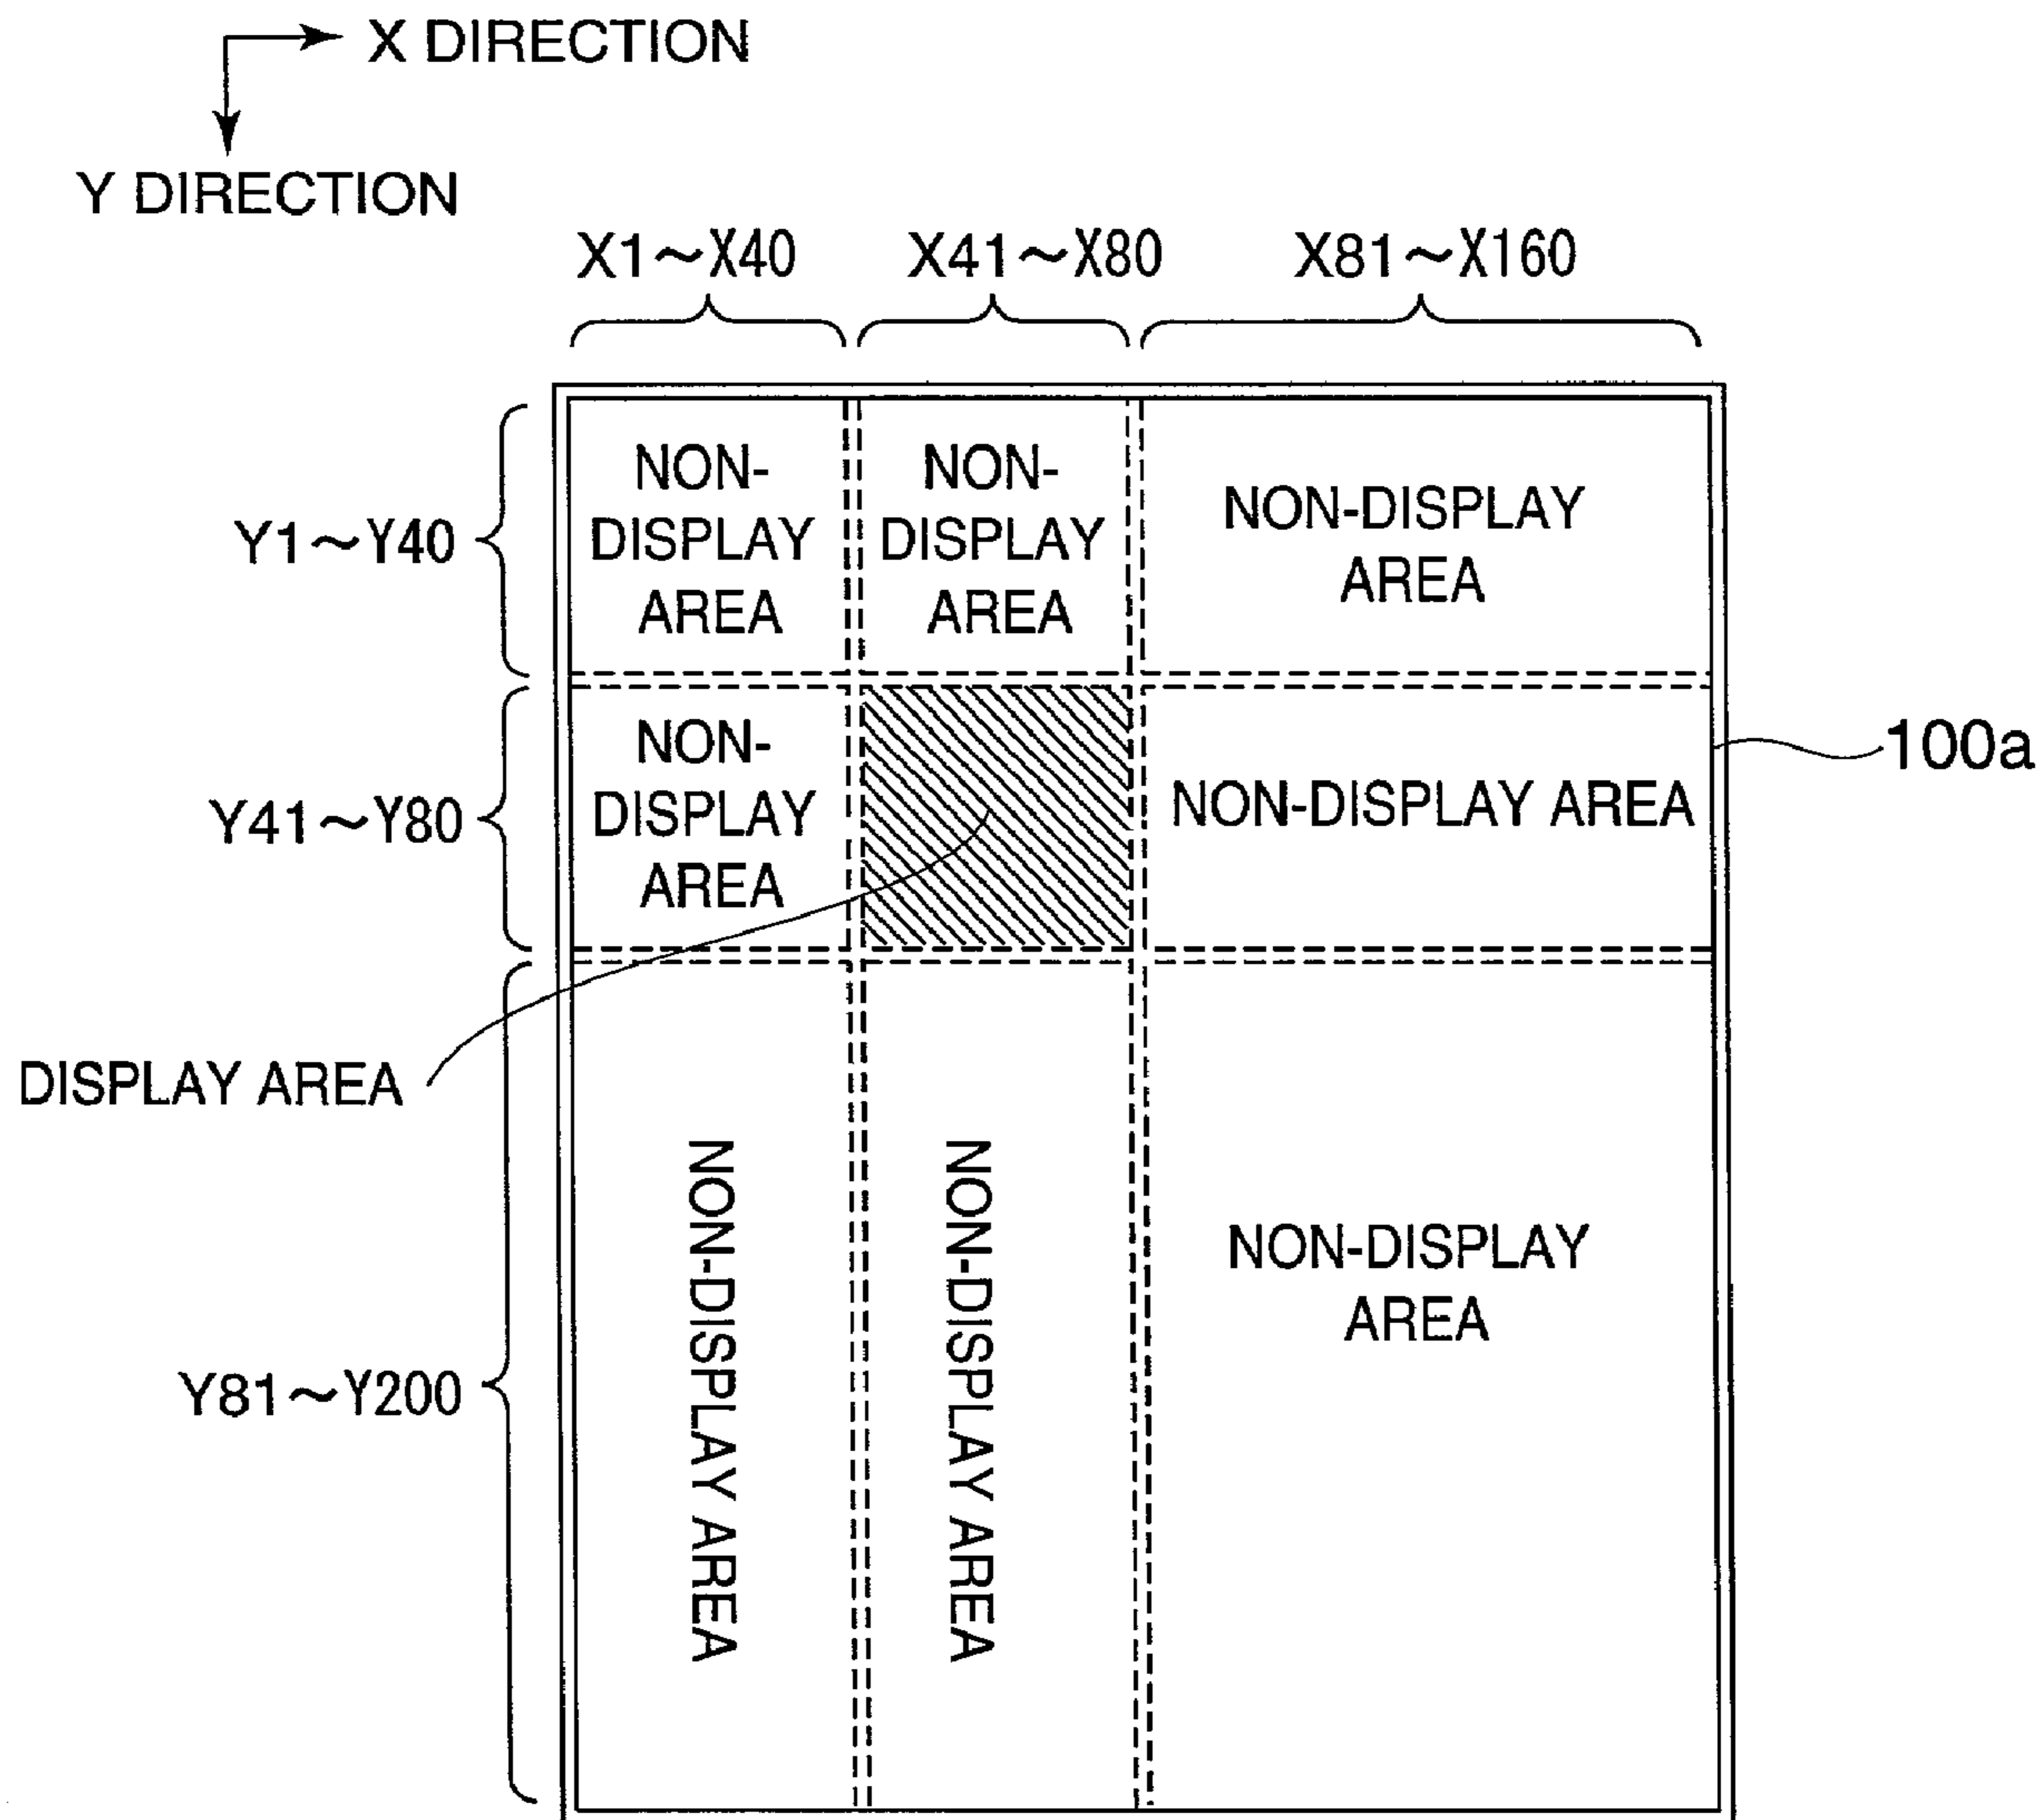 X DIRECTION
Y DIRECTION
X1～X40
X41～X80
X81～X160
Y1～Y40
NON-
DISPLAY
AREA
NON-
DISPLAY
AREA
NON-DISPLAY
AREA
Y41～Y80
NON-
DISPLAY
AREA
NON-DISPLAY AREA
100a
DISPLAY AREA
Y81～Y200
NON-DISPLAY AREA
NON-DISPLAY AREA
NON-DISPLAY
AREA